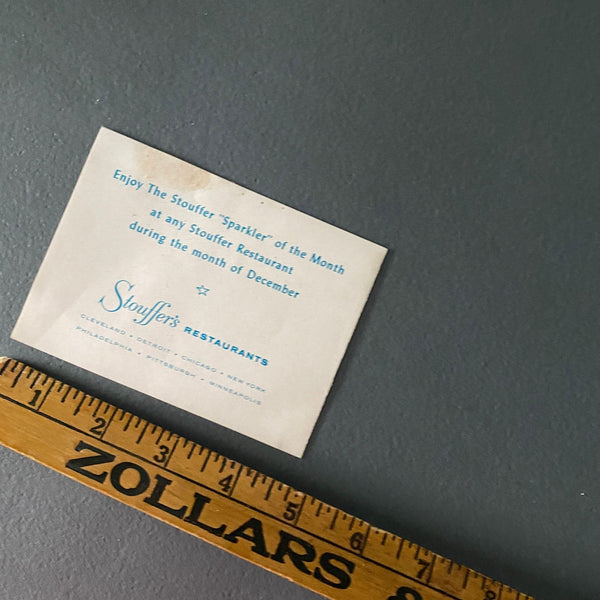 Enjoy The Stouffer "Sparkler" of the Month
at any Stouffer Restaurant
during the month of December
Stouffer's RESTAURANTS
CLEVELAND • DETROIT • CHICAGO • NEW YORK
PHILADELPHIA • PITTSBURGH • MINNEAPOLIS
1 2 3 4 5 6 7 8
ZOLLARS &